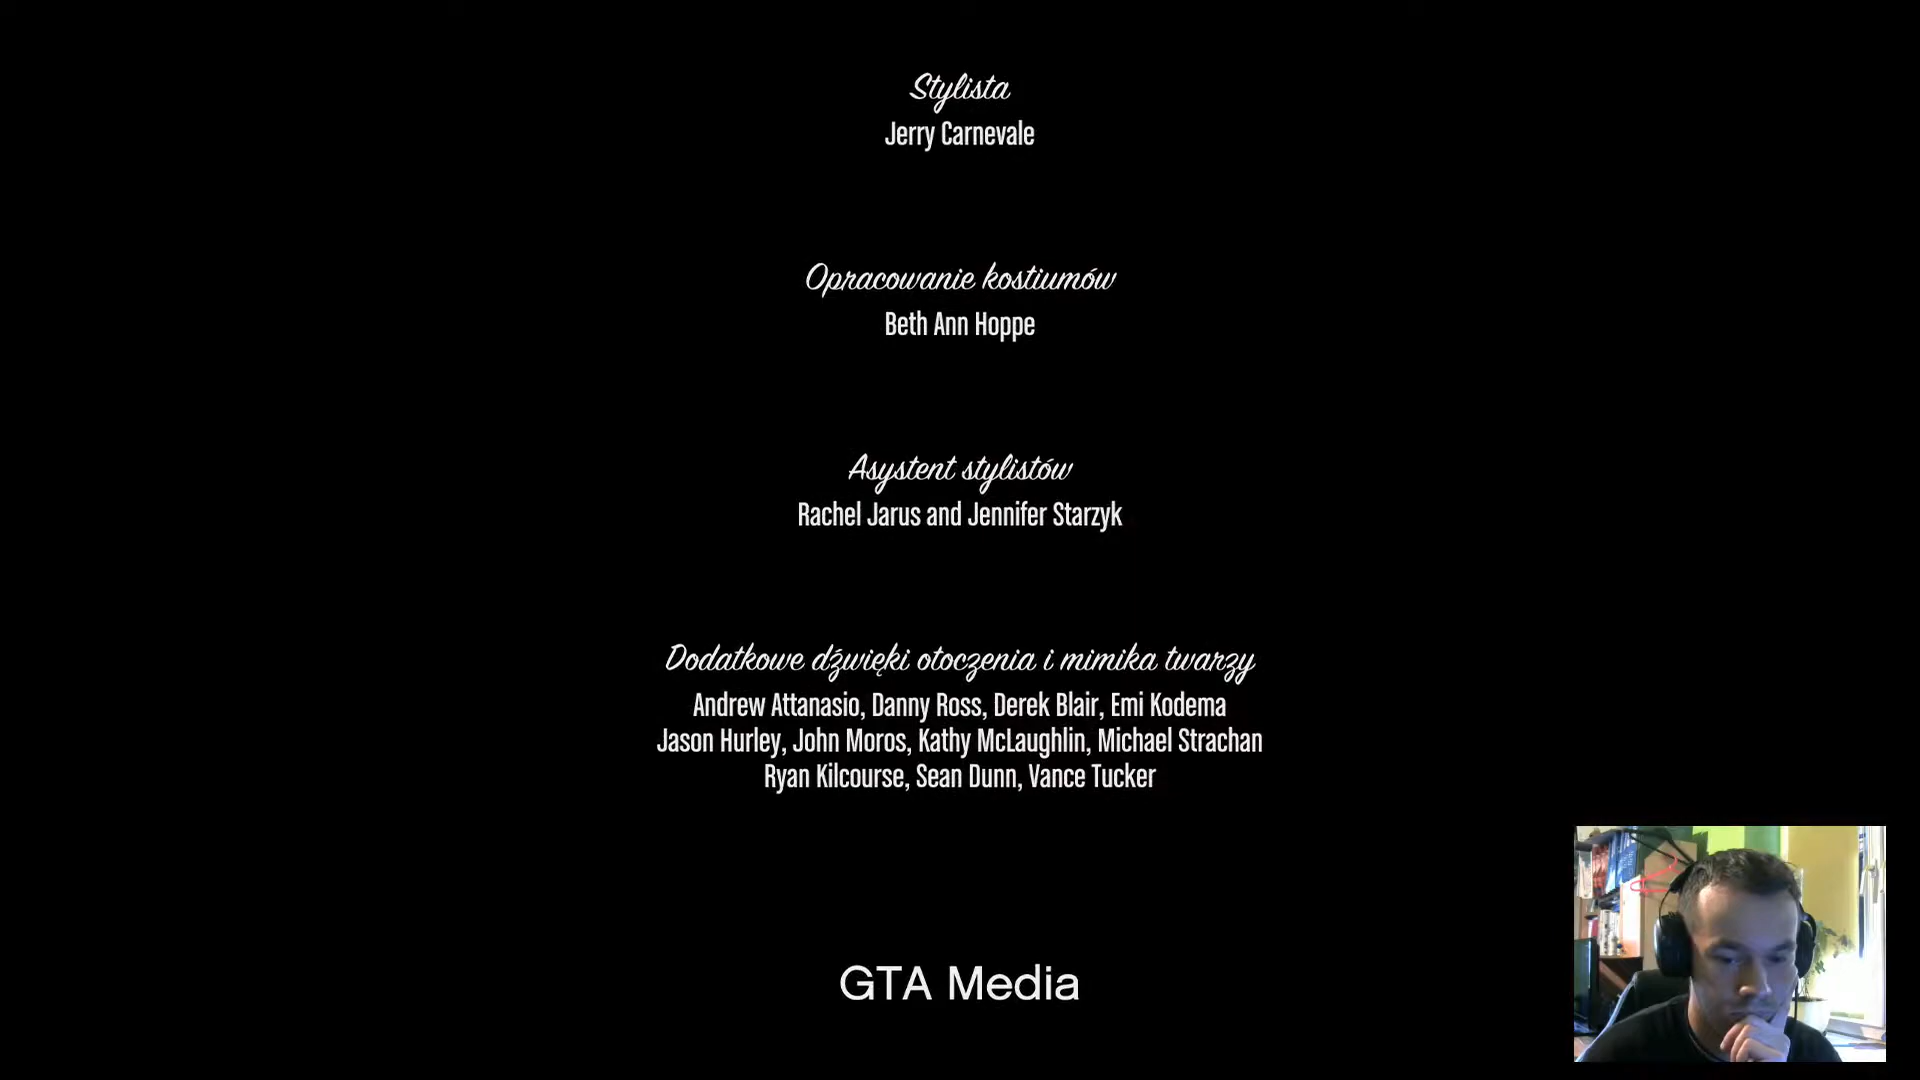 Stylista
Jerry Carnevale
Opracowanie kostiumów
Beth Ann Hoppe
Asystent stylistów
Rachel Jarus and Jennifer Starzyk
Dodatkowe dźwięki otoczenia i mimika twarzy
Andrew Attanasio, Danny Ross, Derek Blair, Emi Kodema
Jason Hurley, John Moros, Kathy McLaughlin, Michael Strachan
Ryan Kilcourse, Sean Dunn, Vance Tucker
GTA Media